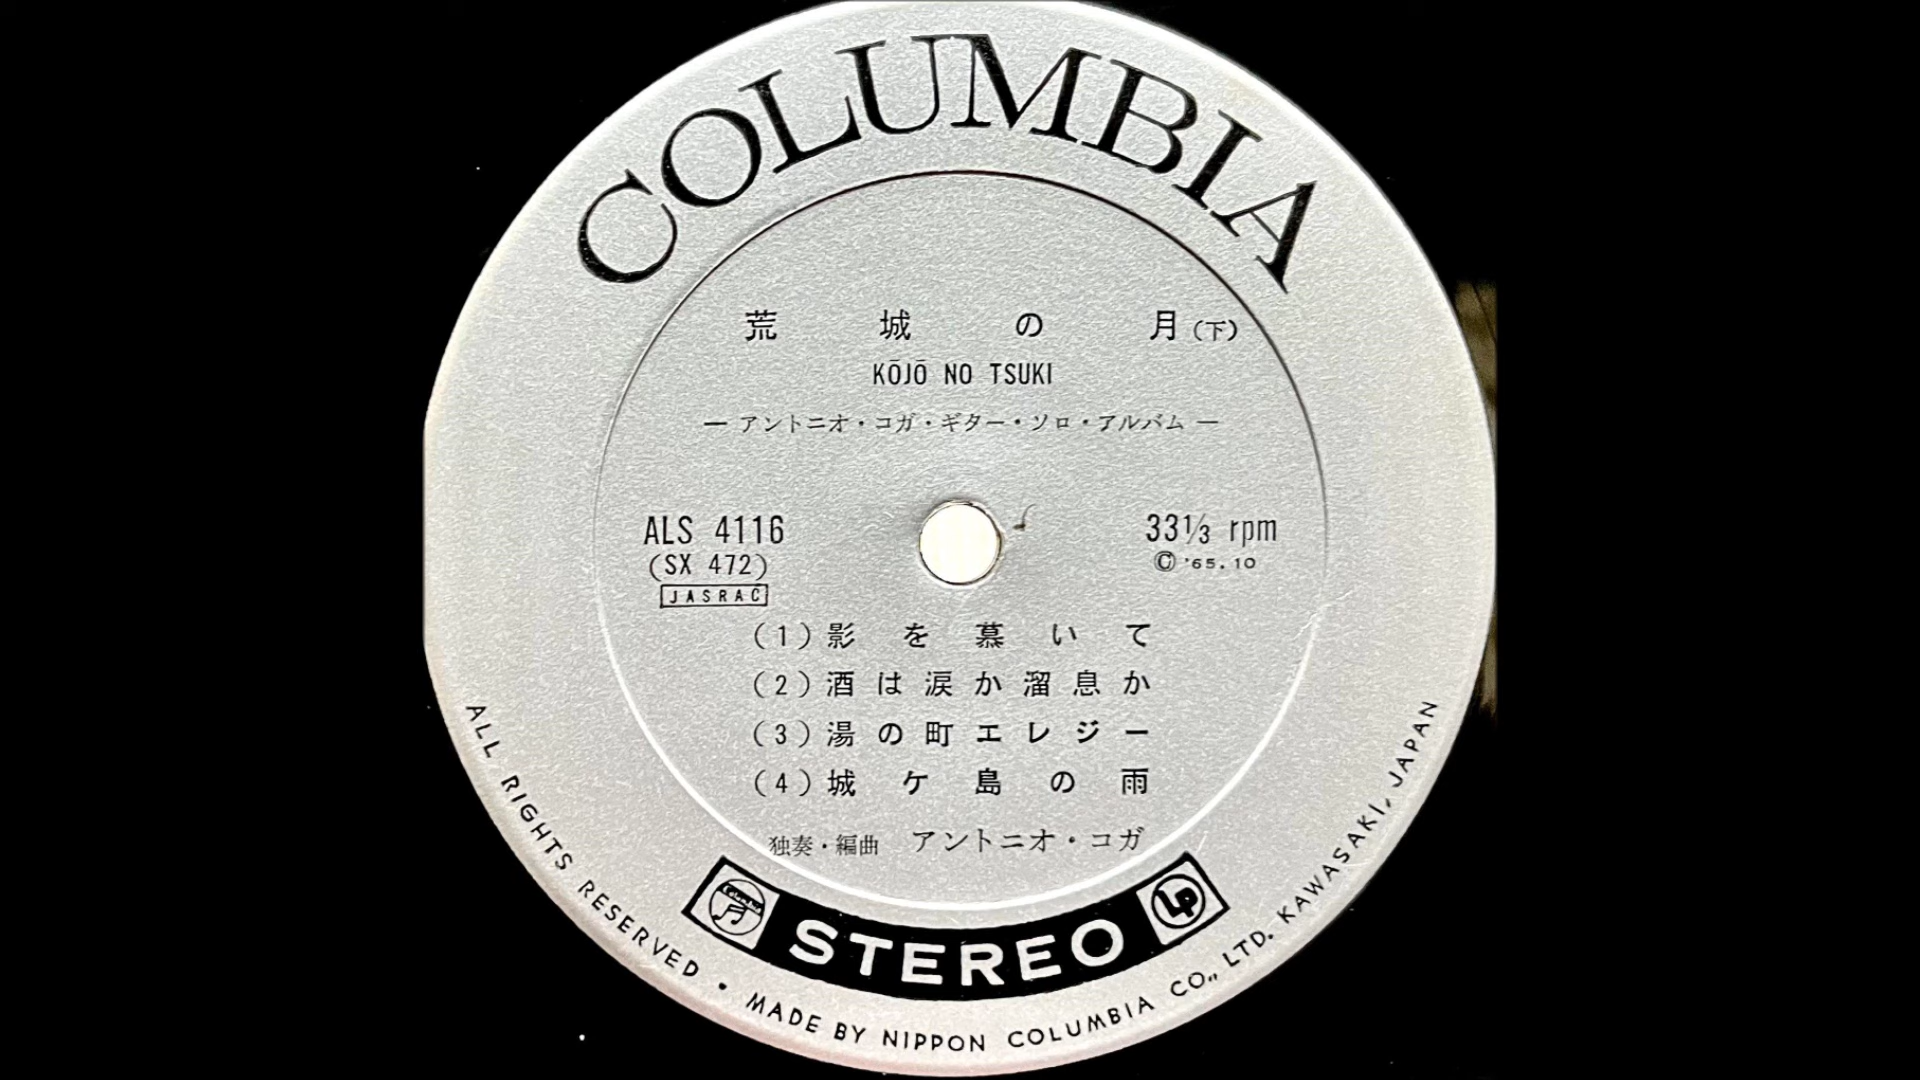 COLUMBIA
荒城の月(下)
KŌJŌ NO TSUKI
— アントニオ・コガ・ギター・ソロ・アルバム —
ALS 4116
(SX 472)
JASRAC
33⅓ rpm
© '65.10
(1) 影を慕いて
(2) 酒は涙か溜息か
(3) 湯の町エレジー
(4) 城ケ島の雨
独奏・編曲 アントニオ・コガ
STEREO
LP
ALL RIGHTS RESERVED • MADE BY NIPPON COLUMBIA CO., LTD. KAWASAKI, JAPAN